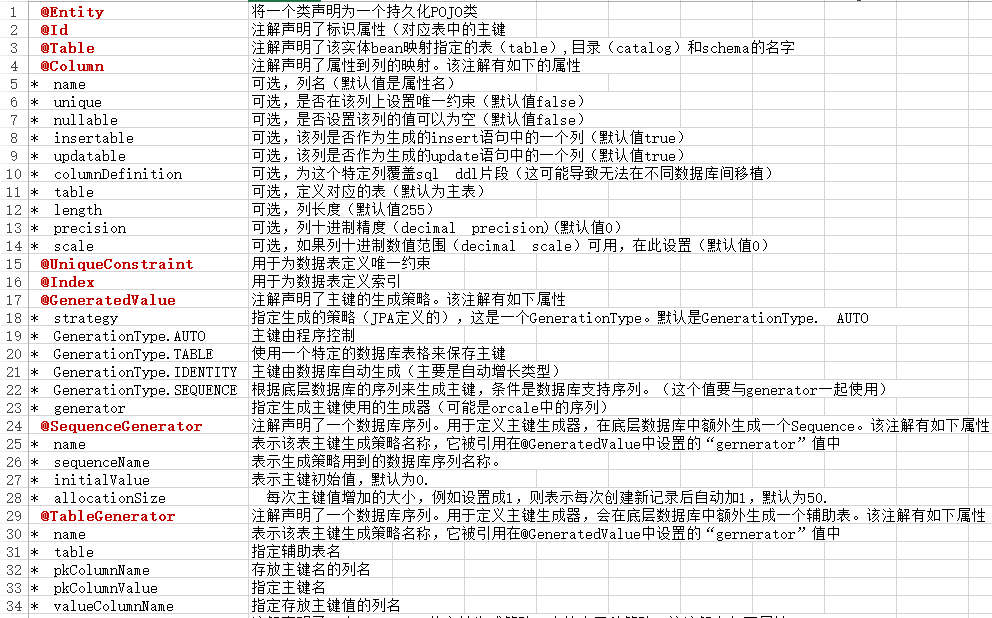 1 @Entity 将一个类声明为一个持久化POJO类
2 @Id 注解声明了标识属性（对应表中的主键
3 @Table 注解声明了该实体bean映射指定的表（table）,目录（catalog）和schema的名字
4 @Column 注解声明了属性到列的映射。该注解有如下的属性
5 * name 可选，列名（默认值是属性名）
6 * unique 可选，是否在该列上设置唯一约束（默认值false）
7 * nullable 可选，是否设置该列的值可以为空（默认值false）
8 * insertable 可选，该列是否作为生成的insert语句中的一个列（默认值true）
9 * updatable 可选，该列是否作为生成的update语句中的一个列（默认值true）
10 * columnDefinition 可选，为这个特定列覆盖sql ddl片段（这可能导致无法在不同数据库间移植）
11 * table 可选，定义对应的表（默认为主表）
12 * length 可选，列长度（默认值255）
13 * precision 可选，列十进制精度（decimal precision)(默认值0）
14 * scale 可选，如果列十进制数值范围（decimal scale）可用，在此设置（默认值0）
15 @UniqueConstraint 用于为数据表定义唯一约束
16 @Index 用于为数据表定义索引
17 @GeneratedValue 注解声明了主键的生成策略。该注解有如下属性
18 * strategy 指定生成的策略（JPA定义的），这是一个GenerationType。默认是GenerationType. AUTO
19 * GenerationType.AUTO 主键由程序控制
20 * GenerationType.TABLE 使用一个特定的数据库表格来保存主键
21 * GenerationType.IDENTITY 主键由数据库自动生成（主要是自动增长类型）
22 * GenerationType.SEQUENCE 根据底层数据库的序列来生成主键，条件是数据库支持序列。（这个值要与generator一起使用）
23 * generator 指定生成主键使用的生成器（可能是orcale中的序列）
24 @SequenceGenerator 注解声明了一个数据库序列。用于定义主键生成器，在底层数据库中额外生成一个Sequence。该注解有如下属性
25 * name 表示该表主键生成策略名称，它被引用在@GeneratedValue中设置的“gernerator”值中
26 * sequenceName 表示生成策略用到的数据库序列名称。
27 * initialValue 表示主键初始值，默认为0.
28 * allocationSize 每次主键值增加的大小，例如设置成1，则表示每次创建新记录后自动加1，默认为50.
29 @TableGenerator 注解声明了一个数据库序列。用于定义主键生成器，会在底层数据库中额外生成一个辅助表。该注解有如下属性
30 * name 表示该表主键生成策略名称，它被引用在@GeneratedValue中设置的“gernerator”值中
31 * table 指定辅助表名
32 * pkColumnName 存放主键名的列名
33 * pkColumnValue 指定主键名
34 * valueColumnName 指定存放主键值的列名